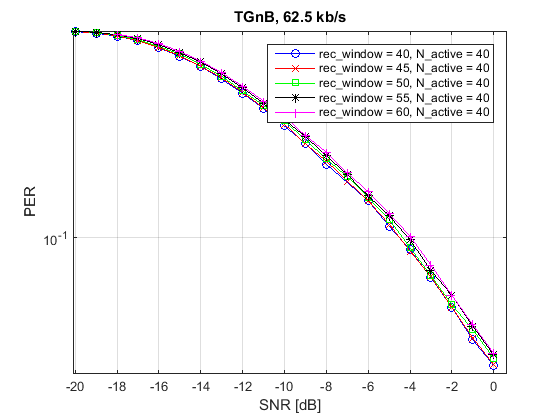 TGnB, 62.5 kb/s
rec_window = 40, N_active = 40
rec_window = 45, N_active = 40
rec_window = 50, N_active = 40
rec_window = 55, N_active = 40
rec_window = 60, N_active = 40
PER
10⁻¹
-20 -18 -16 -14 -12 -10 -8 -6 -4 -2 0
SNR [dB]